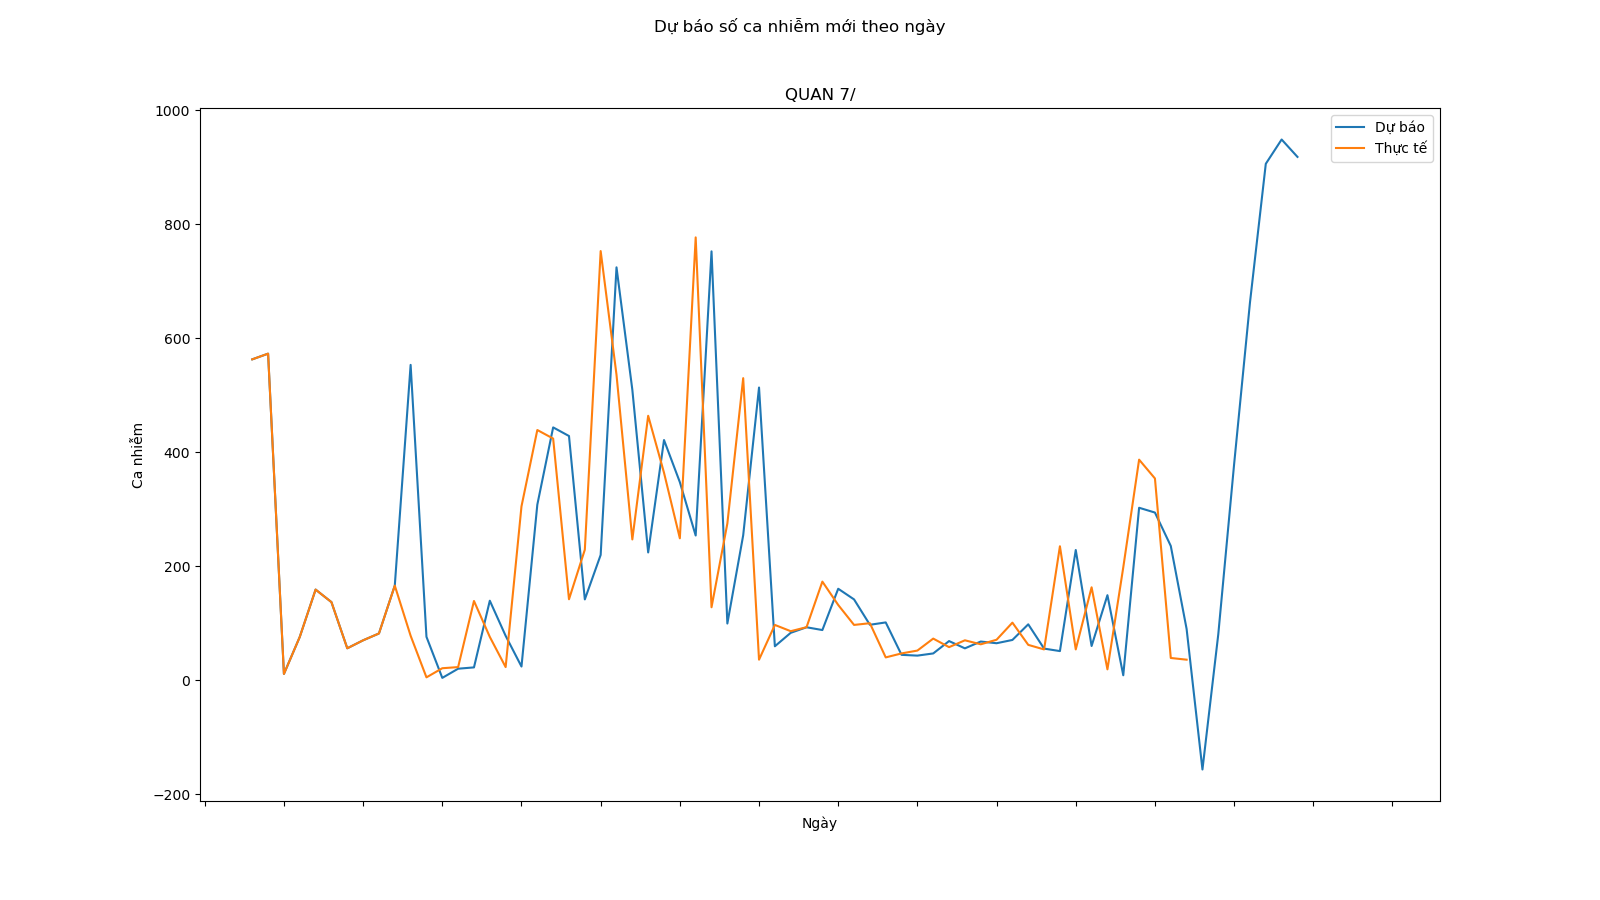 Dự báo số ca nhiễm mới theo ngày
QUAN 7/
1000
800
600
400
200
0
−200
Ca nhiễm
Dự báo
Thực tế
Ngày